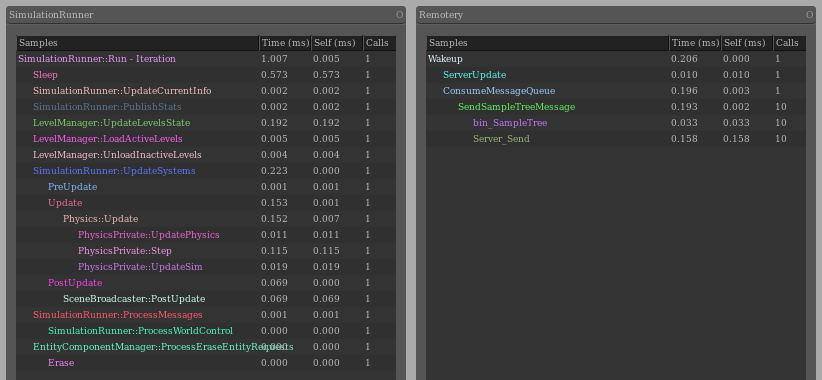 SimulationRunner O
Samples Time (ms) Self (ms) Calls
SimulationRunner::Run - Iteration 1.007 0.005 1
Sleep 0.573 0.573 1
SimulationRunner::UpdateCurrentInfo 0.002 0.002 1
SimulationRunner::PublishStats 0.002 0.002 1
LevelManager::UpdateLevelsState 0.192 0.192 1
LevelManager::LoadActiveLevels 0.005 0.005 1
LevelManager::UnloadInactiveLevels 0.004 0.004 1
SimulationRunner::UpdateSystems 0.223 0.000 1
PreUpdate 0.001 0.001 1
Update 0.153 0.001 1
Physics::Update 0.152 0.007 1
PhysicsPrivate::UpdatePhysics 0.011 0.011 1
PhysicsPrivate::Step 0.115 0.115 1
PhysicsPrivate::UpdateSim 0.019 0.019 1
PostUpdate 0.069 0.000 1
SceneBroadcaster::PostUpdate 0.069 0.069 1
SimulationRunner::ProcessMessages 0.001 0.001 1
SimulationRunner::ProcessWorldControl 0.000 0.000 1
EntityComponentManager::ProcessEraseEntityRequests 0.000 0.000 1
Erase 0.000 0.000 1
Remotery O
Samples Time (ms) Self (ms) Calls
Wakeup 0.206 0.000 1
ServerUpdate 0.010 0.010 1
ConsumeMessageQueue 0.196 0.003 1
SendSampleTreeMessage 0.193 0.002 10
bin_SampleTree 0.033 0.033 10
Server_Send 0.158 0.158 10